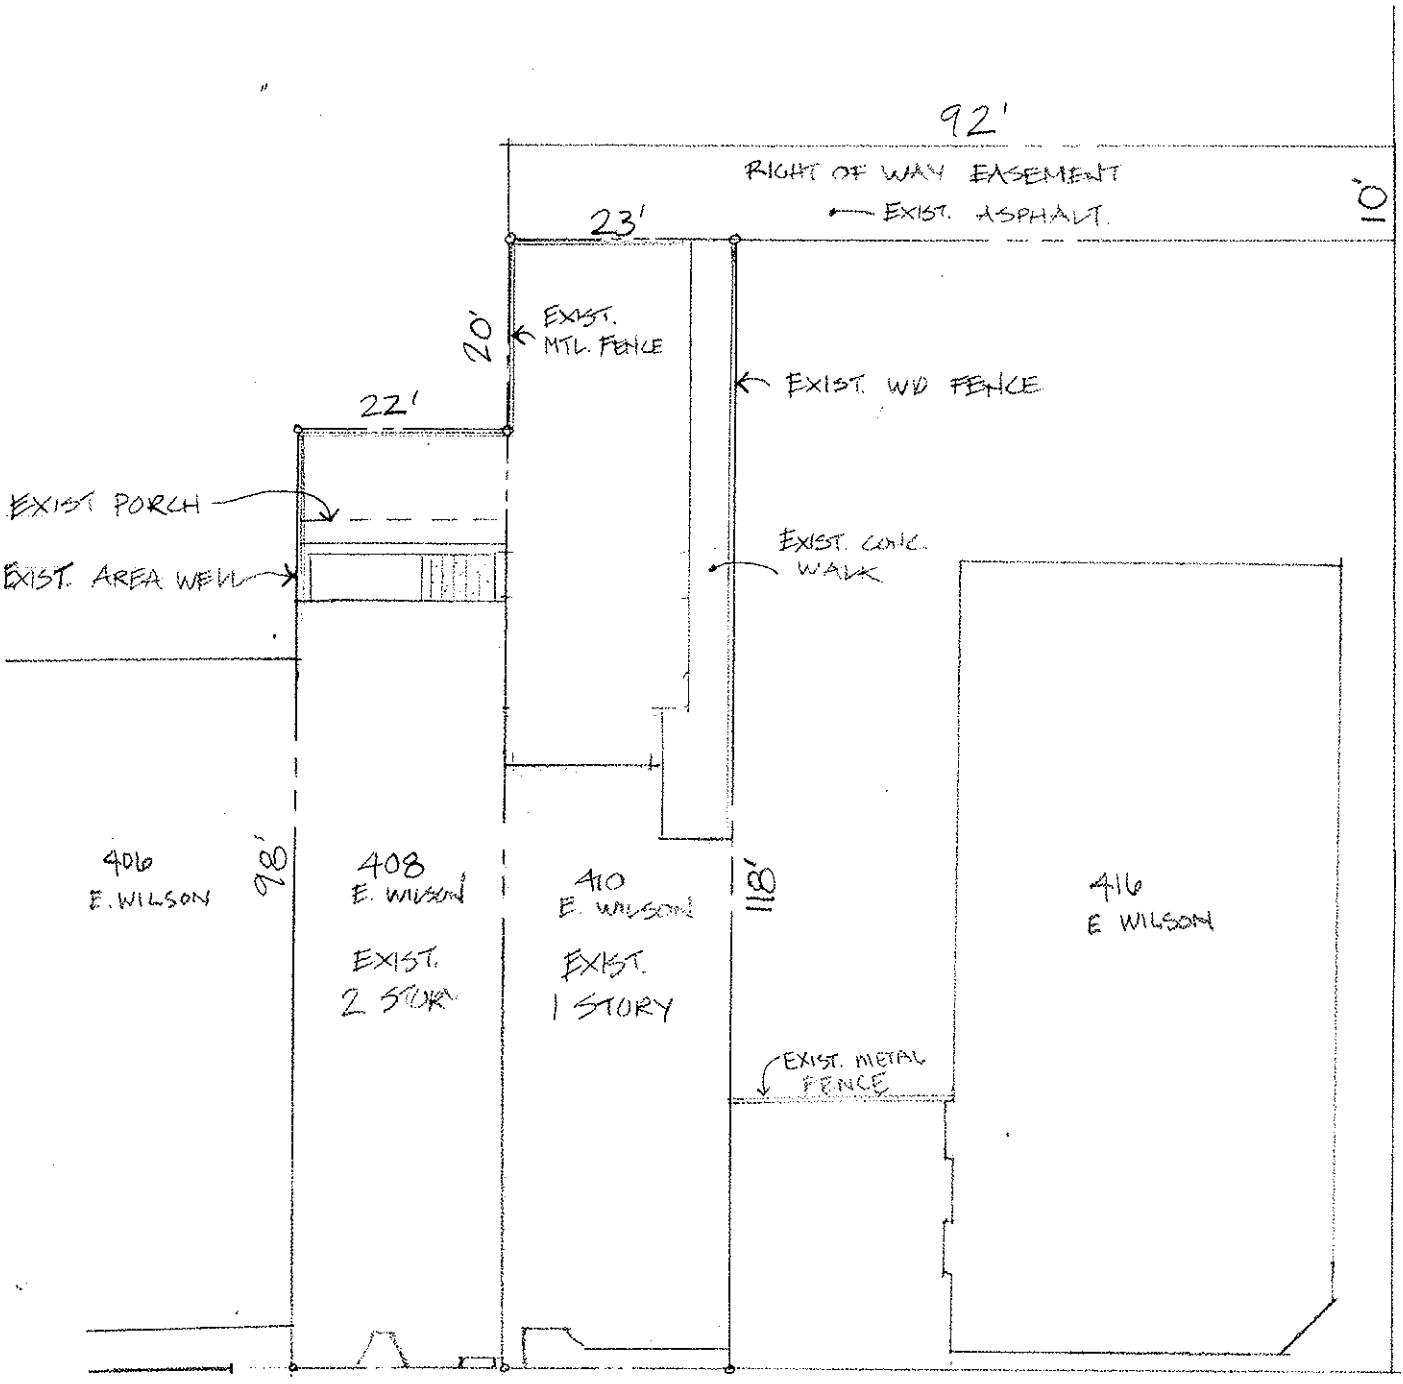 92'
RIGHT OF WAY EASEMENT
EXIST. ASPHALT.
10'
23'
20'
EXIST.
MTL. FENCE
EXIST. WD FENCE
22'
EXIST PORCH
EXIST. AREA WELL
EXIST. CONC.
WALK
406
E. WILSON
98'
408
E. WILSON
EXIST.
2 STORY
410
E. WILSON
EXIST.
1 STORY
118'
416
E WILSON
EXIST. METAL
FENCE